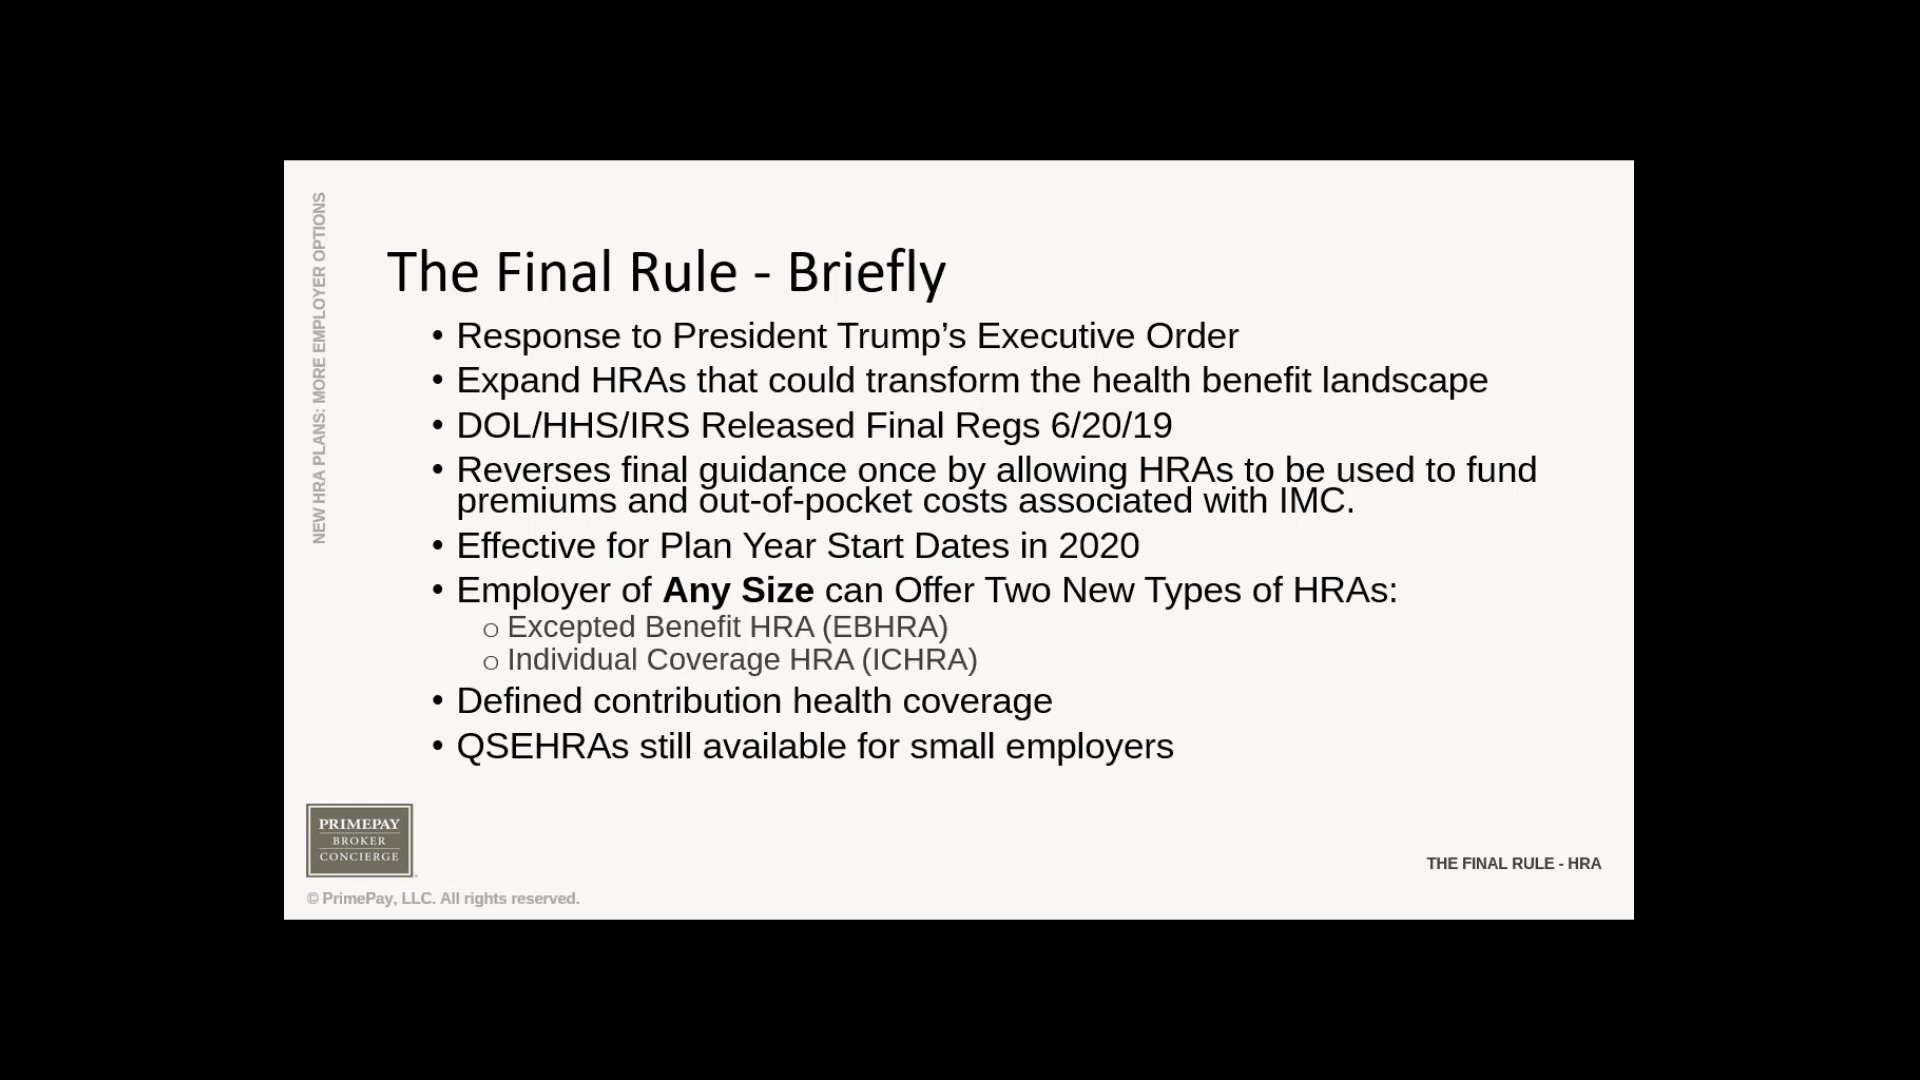 NEW HRA PLANS: MORE EMPLOYER OPTIONS
The Final Rule - Briefly
• Response to President Trump’s Executive Order
• Expand HRAs that could transform the health benefit landscape
• DOL/HHS/IRS Released Final Regs 6/20/19
• Reverses final guidance once by allowing HRAs to be used to fund
premiums and out-of-pocket costs associated with IMC.
• Effective for Plan Year Start Dates in 2020
• Employer of Any Size can Offer Two New Types of HRAs:
o Excepted Benefit HRA (EBHRA)
o Individual Coverage HRA (ICHRA)
• Defined contribution health coverage
• QSEHRAs still available for small employers
PRIMEPAY
BROKER
CONCIERGE
THE FINAL RULE - HRA
© PrimePay, LLC. All rights reserved.